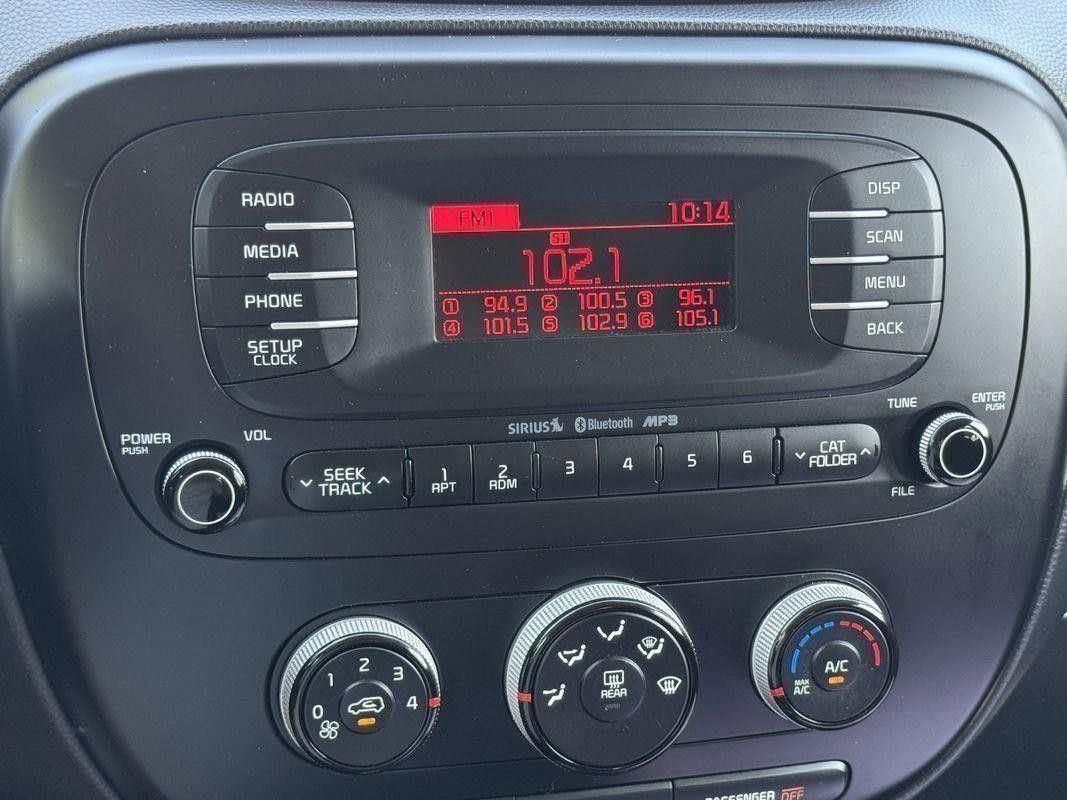 RADIO
MEDIA
PHONE
SETUP
CLOCK
FM1
10:14
ST
102.1
1 94.9 2 100.5 3 96.1
4 101.5 5 102.9 6 105.1
DISP
SCAN
MENU
BACK
POWER
PUSH
VOL
SIRIUS Bluetooth MP3
TUNE
ENTER
PUSH
FILE
SEEK
TRACK
1
RPT
2
RDM
3
4
5
6
CAT
FOLDER
0 1 2 3 4
REAR
MAX
A/C
A/C
PASSENGER OFF